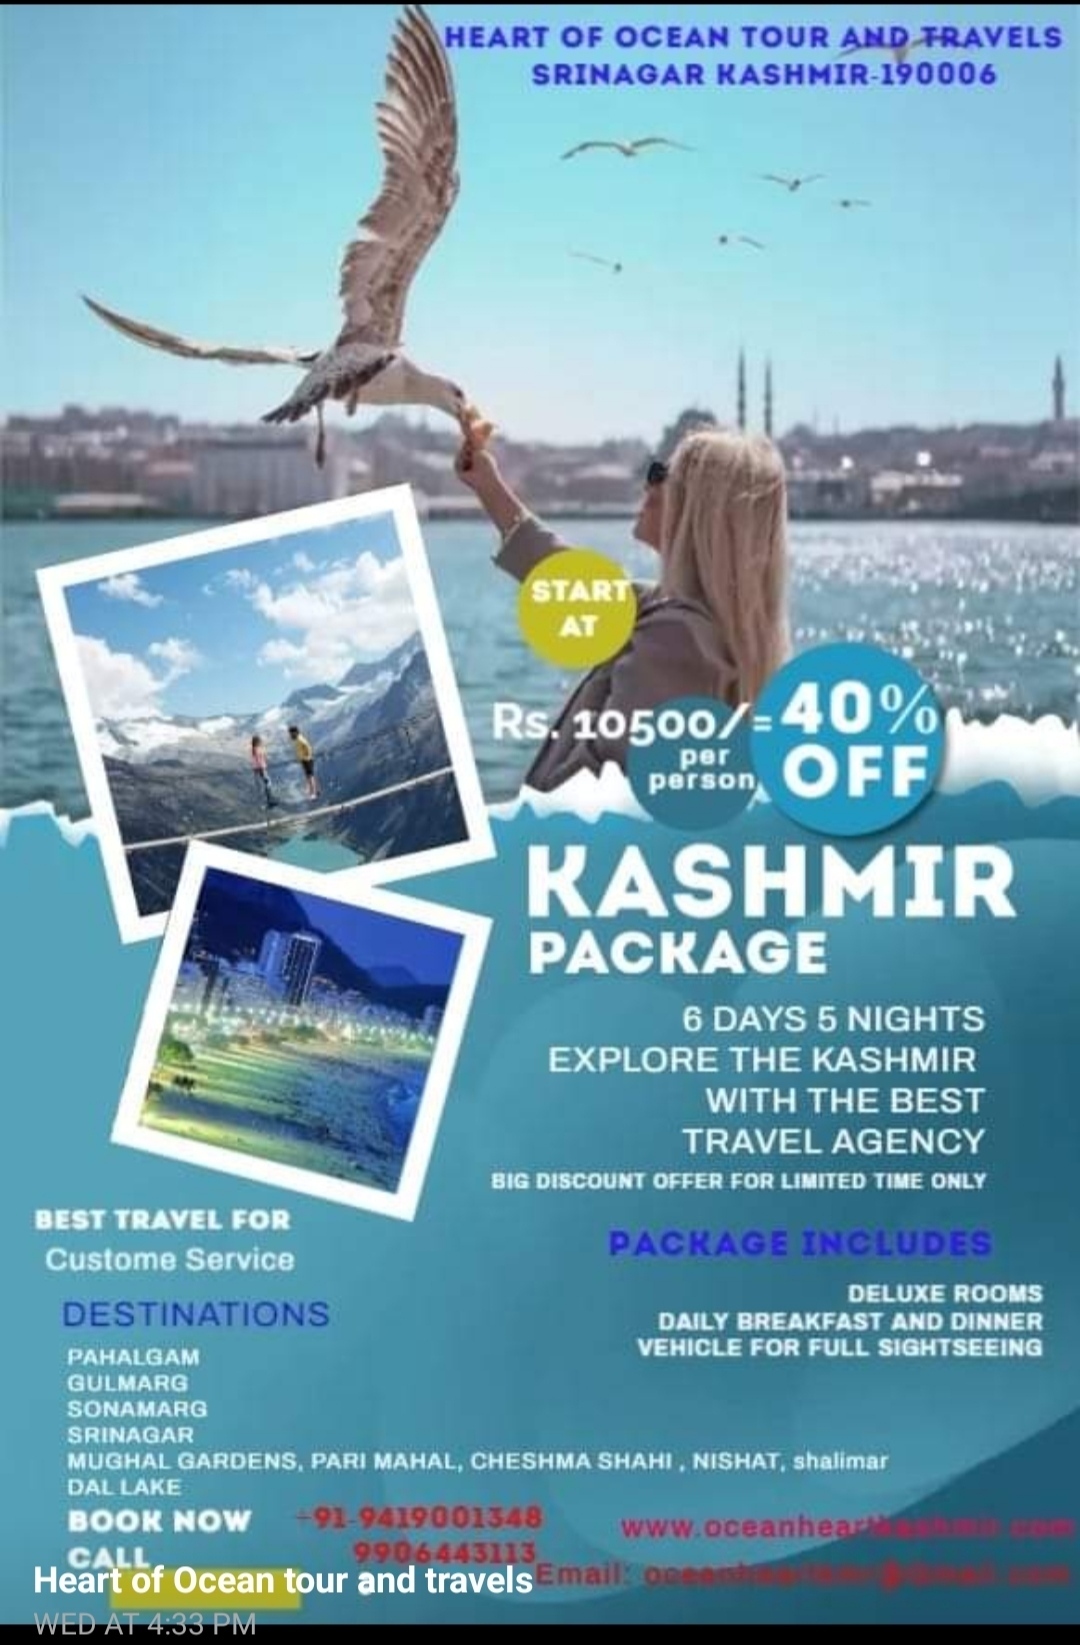 HEART OF OCEAN TOUR AND TRAVELS
SRINAGAR KASHMIR-190006
START
AT
Rs. 10500/=
per
person
40%
OFF
KASHMIR
PACKAGE
6 DAYS 5 NIGHTS
EXPLORE THE KASHMIR
WITH THE BEST
TRAVEL AGENCY
BIG DISCOUNT OFFER FOR LIMITED TIME ONLY
BEST TRAVEL FOR
Custome Service
PACKAGE INCLUDES
DELUXE ROOMS
DAILY BREAKFAST AND DINNER
VEHICLE FOR FULL SIGHTSEEING
DESTINATIONS
PAHALGAM
GULMARG
SONAMARG
SRINAGAR
MUGHAL GARDENS, PARI MAHAL, CHESHMA SHAHI , NISHAT, shalimar
DAL LAKE
BOOK NOW
CALL
+91-9419001348
9906443113
www.oceanheartkashmir.com
Email:
Heart of Ocean tour and travels
WED AT 4:33 PM